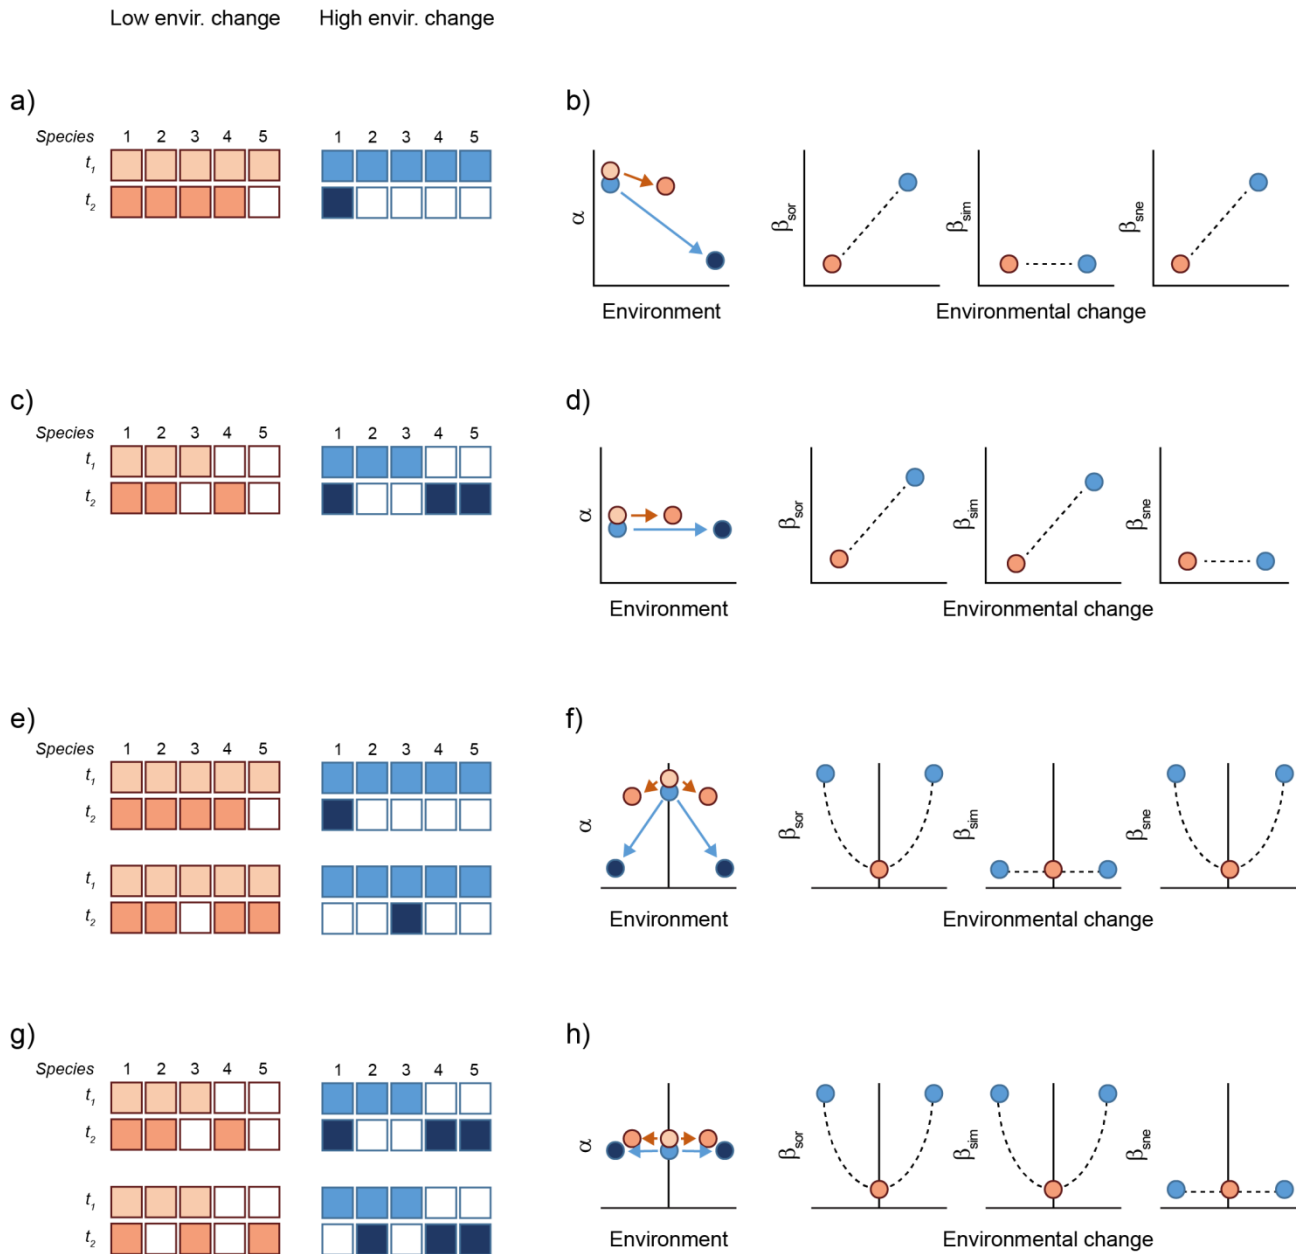 Low envir. change High envir. change
a) b)
Species 1 2 3 4 5 1 2 3 4 5
t1
t2
α βsor βsim βsne
Environment Environmental change
c) d)
Species 1 2 3 4 5 1 2 3 4 5
t1
t2
α βsor βsim βsne
Environment Environmental change
e) f)
Species 1 2 3 4 5 1 2 3 4 5
t1
t2
t1
t2
α βsor βsim βsne
Environment Environmental change
g) h)
Species 1 2 3 4 5 1 2 3 4 5
t1
t2
t1
t2
α βsor βsim βsne
Environment Environmental change